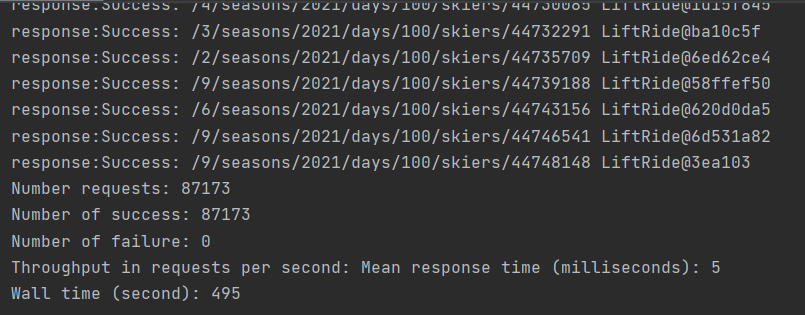 response:Success: /4/seasons/2021/days/100/skiers/44730085 LiftRide@1d15f845
response:Success: /3/seasons/2021/days/100/skiers/44732291 LiftRide@ba10c5f
response:Success: /2/seasons/2021/days/100/skiers/44735709 LiftRide@6ed62ce4
response:Success: /9/seasons/2021/days/100/skiers/44739188 LiftRide@58ffef50
response:Success: /6/seasons/2021/days/100/skiers/44743156 LiftRide@620d0da5
response:Success: /9/seasons/2021/days/100/skiers/44746541 LiftRide@6d531a82
response:Success: /9/seasons/2021/days/100/skiers/44748148 LiftRide@3ea103
Number requests: 87173
Number of success: 87173
Number of failure: 0
Throughput in requests per second: Mean response time (milliseconds): 5
Wall time (second): 495